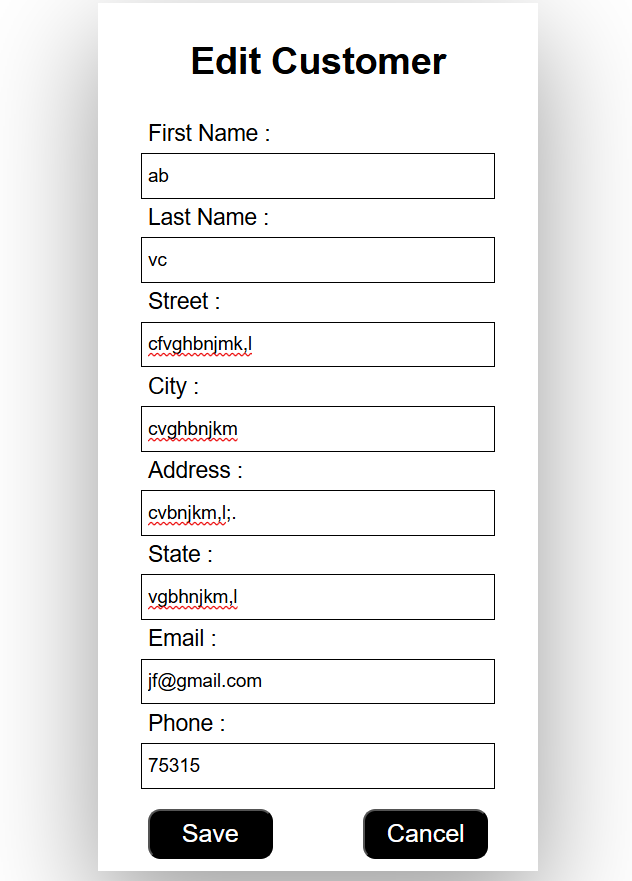 Edit Customer
First Name :
ab
Last Name :
vc
Street :
cfvghbnjmk,l
City :
cvghbnjkm
Address :
cvbnjkm,l;.
State :
vgbhnjkm,l
Email :
jf@gmail.com
Phone :
75315
Save Cancel